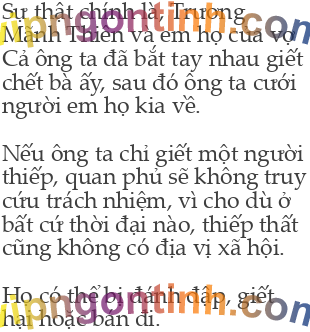 Sự thật chính là, Trương
Mạnh Thiên và em họ của vợ
Cả ông ta đã bắt tay nhau giết
chết bà ấy, sau đó ông ta cưới
người em họ kia về.

Nếu ông ta chỉ giết một người
thiếp, quan phủ sẽ không truy
cứu trách nhiệm, vì cho dù ở
bất cứ thời đại nào, thiếp thất
cũng không có địa vị xã hội.

Họ có thể bị đánh đập, giết
hại hoặc bán đi.